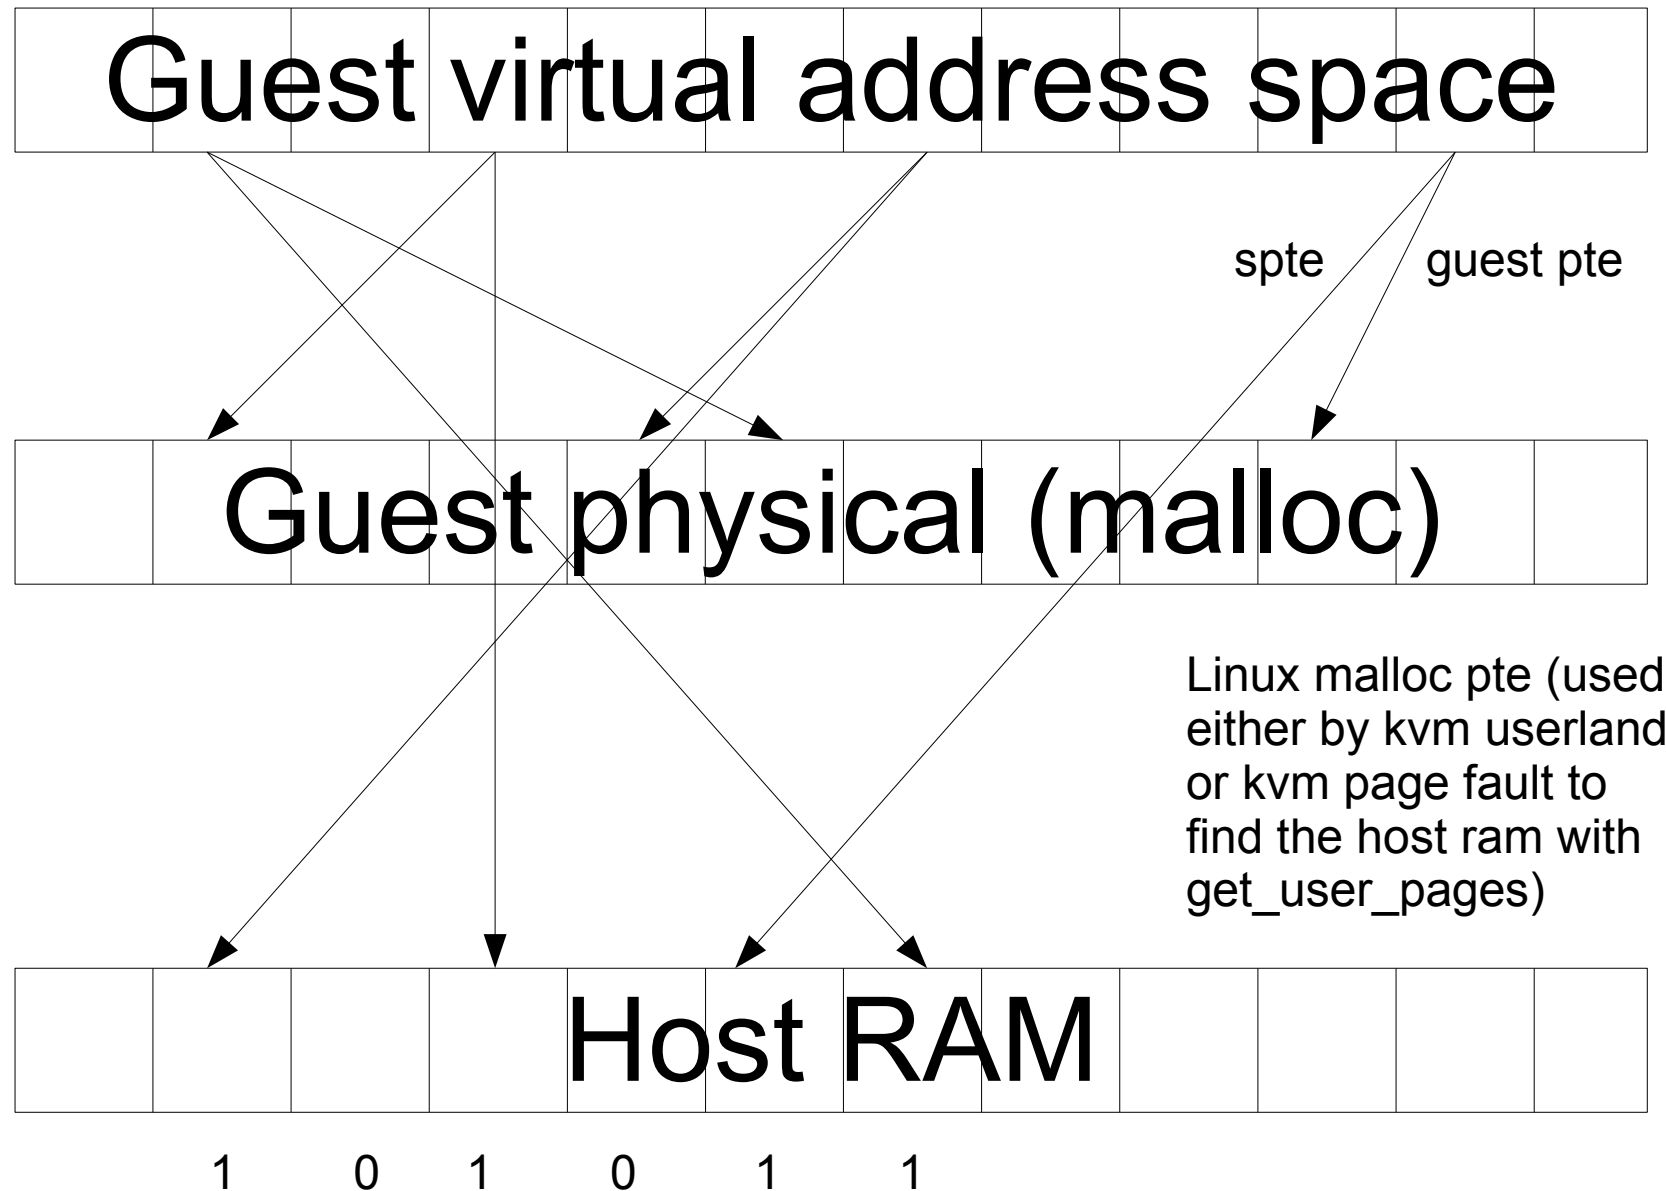 Guest virtual address space
spte guest pte
Guest physical (malloc)
Linux malloc pte (used
either by kvm userland
or kvm page fault to
find the host ram with
get_user_pages)
Host RAM
1 0 1 0 1 1